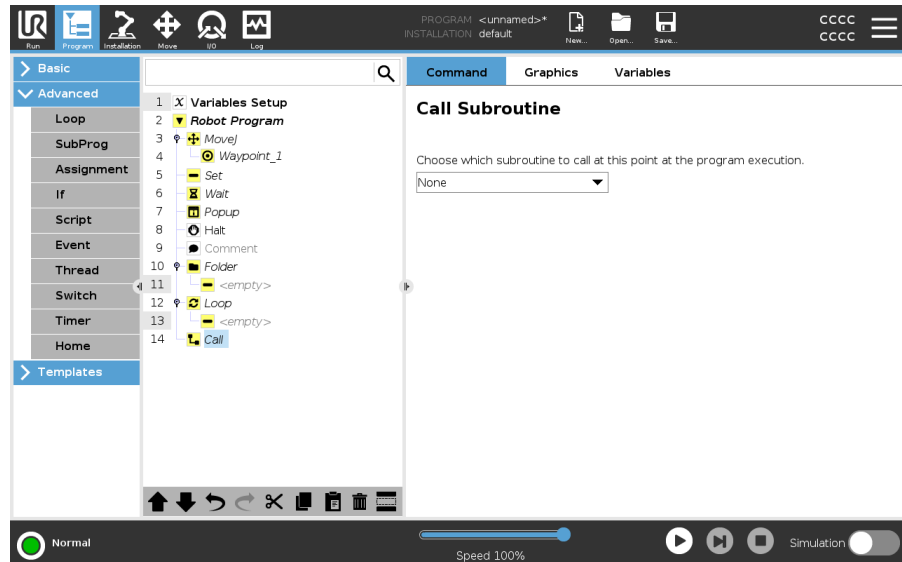 PROGRAM <unnamed>*
INSTALLATION default
cccc
cccc
Run
Program
Installation
Move
I/O
Log
New...
Open...
Save...
Basic
Advanced
Loop
SubProg
Assignment
If
Script
Event
Thread
Switch
Timer
Home
Templates
1 X Variables Setup
2 Robot Program
3 MoveJ
4 Waypoint_1
5 Set
6 Wait
7 Popup
8 Halt
9 Comment
10 Folder
11 <empty>
12 Loop
13 <empty>
14 Call
Command
Graphics
Variables
Call Subroutine
Choose which subroutine to call at this point at the program execution.
None
Normal
Speed 100%
Simulation